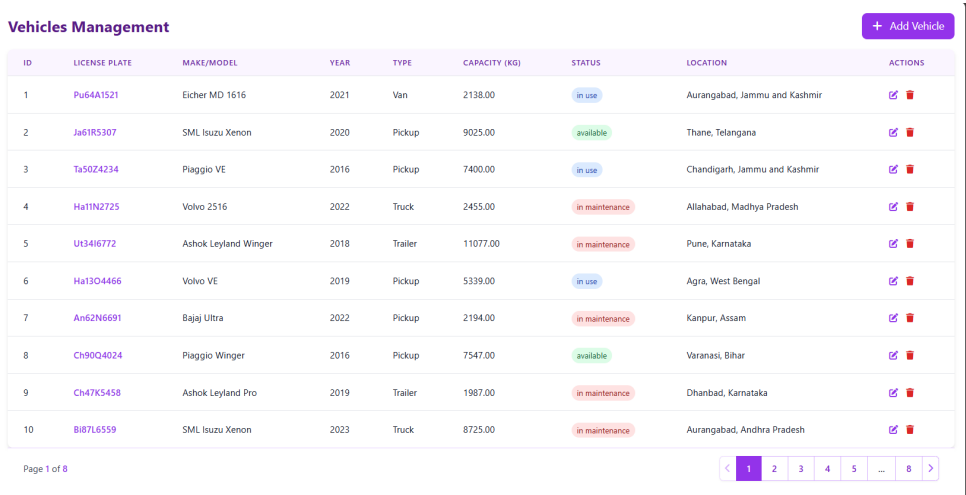 Vehicles Management
+ Add Vehicle
ID LICENSE PLATE MAKE/MODEL YEAR TYPE CAPACITY (KG) STATUS LOCATION ACTIONS
1 Pu64A1521 Eicher MD 1616 2021 Van 2138.00 in use Aurangabad, Jammu and Kashmir
2 Ja61R5307 SML Isuzu Xenon 2020 Pickup 9025.00 available Thane, Telangana
3 Ta50Z4234 Piaggio VE 2016 Pickup 7400.00 in use Chandigarh, Jammu and Kashmir
4 Ha11N2725 Volvo 2516 2022 Truck 2455.00 in maintenance Allahabad, Madhya Pradesh
5 Ut34I6772 Ashok Leyland Winger 2018 Trailer 11077.00 in maintenance Pune, Karnataka
6 Ha13O4466 Volvo VE 2019 Pickup 5339.00 in use Agra, West Bengal
7 An62N6691 Bajaj Ultra 2022 Pickup 2194.00 in maintenance Kanpur, Assam
8 Ch90Q4024 Piaggio Winger 2016 Pickup 7547.00 available Varanasi, Bihar
9 Ch47K5458 Ashok Leyland Pro 2019 Trailer 1987.00 in maintenance Dhanbad, Karnataka
10 Bi87L6559 SML Isuzu Xenon 2023 Truck 8725.00 in maintenance Aurangabad, Andhra Pradesh
Page 1 of 8
1 2 3 4 5 ... 8